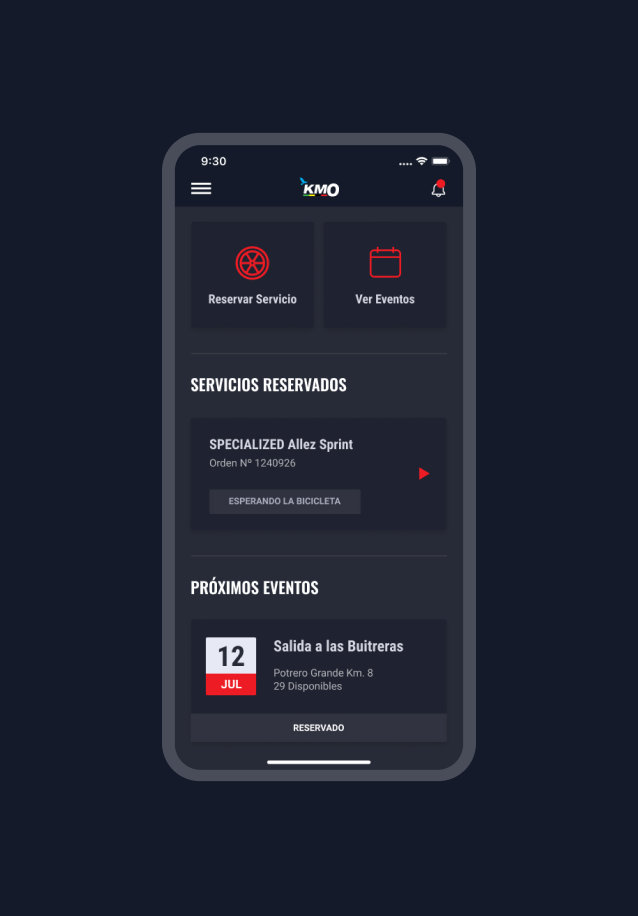 9:30
KMO
Reservar Servicio
Ver Eventos
SERVICIOS RESERVADOS
SPECIALIZED Allez Sprint
Orden Nº 1240926
ESPERANDO LA BICICLETA
PRÓXIMOS EVENTOS
12
JUL
Salida a las Buitreras
Potrero Grande Km. 8
29 Disponibles
RESERVADO